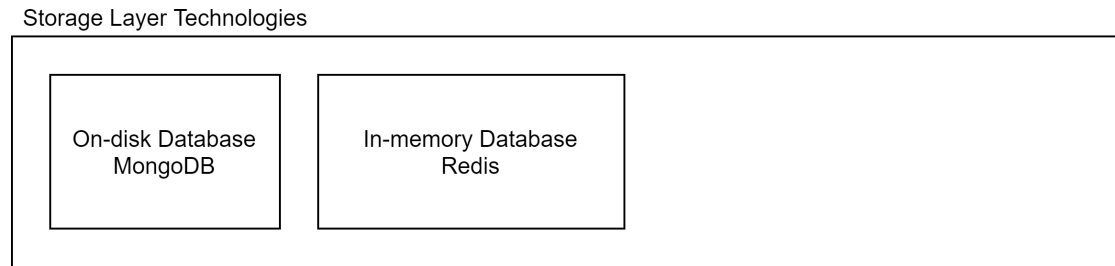 Storage Layer Technologies
On-disk Database
MongoDB
In-memory Database
Redis